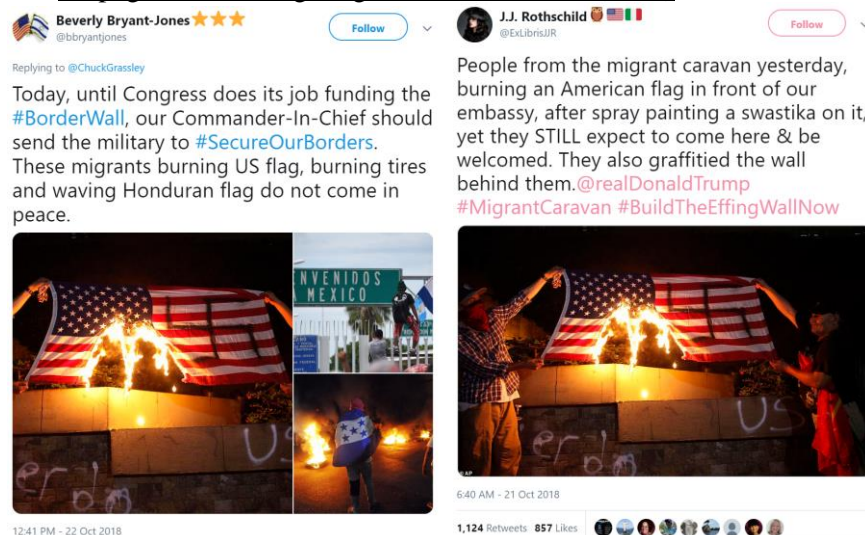 Beverly Bryant-Jones
@bbryantjones
Follow
Replying to @ChuckGrassley
Today, until Congress does its job funding the
#BorderWall, our Commander-In-Chief should
send the military to #SecureOurBorders.
These migrants burning US flag, burning tires
and waving Honduran flag do not come in
peace.
NVENIDOS
MEXICO
12:41 PM - 22 Oct 2018
J.J. Rothschild
@ExLibrisJJR
Follow
People from the migrant caravan yesterday,
burning an American flag in front of our
embassy, after spray painting a swastika on it,
yet they STILL expect to come here & be
welcomed. They also graffitied the wall
behind them.@realDonaldTrump
#MigrantCaravan #BuildTheEffingWallNow
US
© AP
6:40 AM - 21 Oct 2018
1,124 Retweets 857 Likes